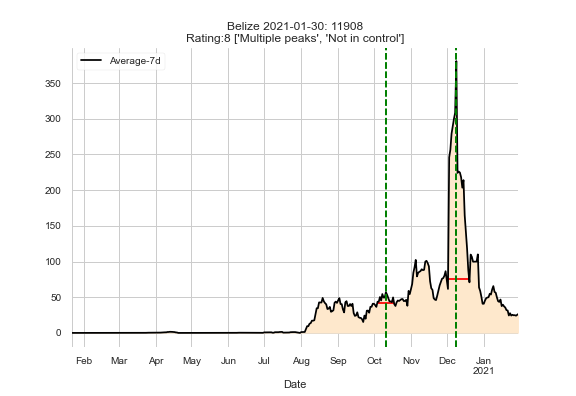 Belize 2021-01-30: 11908
Rating:8 ['Multiple peaks', 'Not in control']
Average-7d
350
300
250
200
150
100
50
0
Feb Mar Apr May Jun Jul Aug Sep Oct Nov Dec Jan
2021
Date